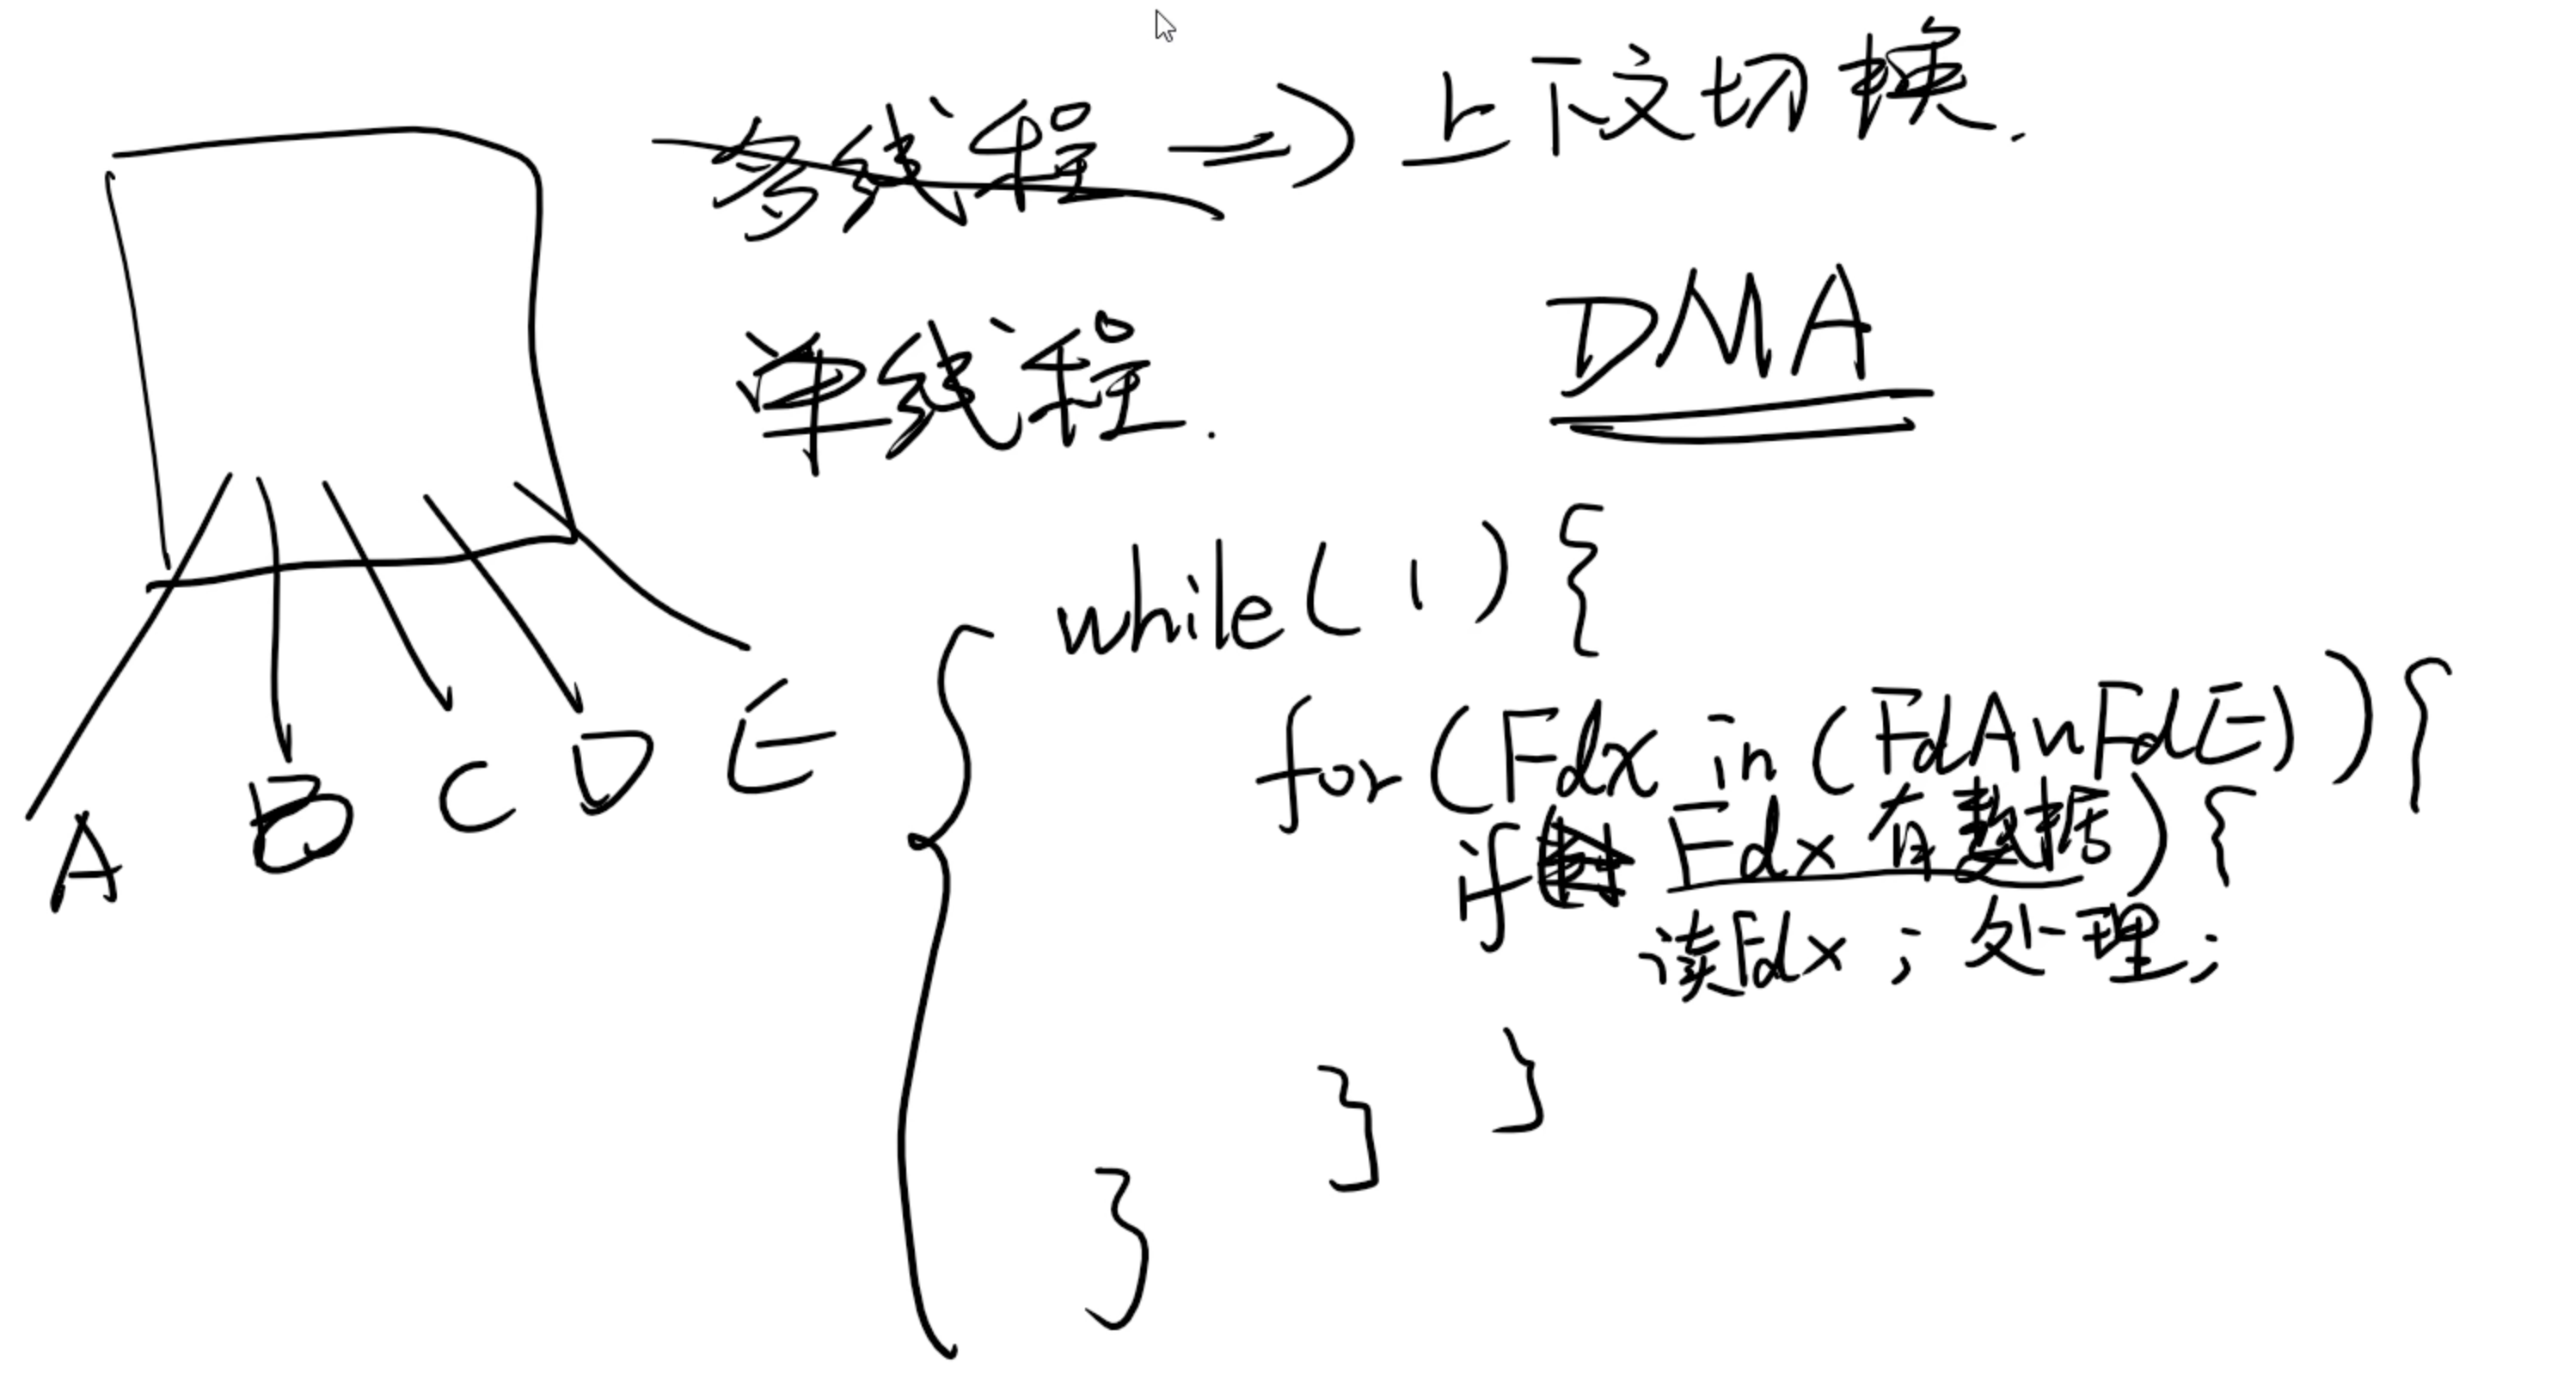 多线程 => 上下文切换.
单线程.
DMA
A B C D E
while(1){
for(Fdx in (FdA~FdE)){
if( Fdx 有数据){
读Fdx; 处理;
}
}
}